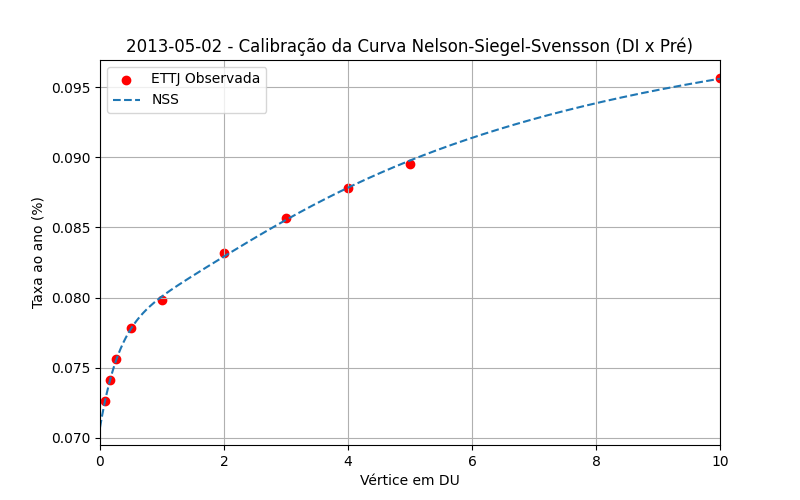 2013-05-02 - Calibração da Curva Nelson-Siegel-Svensson (DI x Pré)
ETTJ Observada
NSS
Taxa ao ano (%)
0.095
0.090
0.085
0.080
0.075
0.070
0 2 4 6 8 10
Vértice em DU